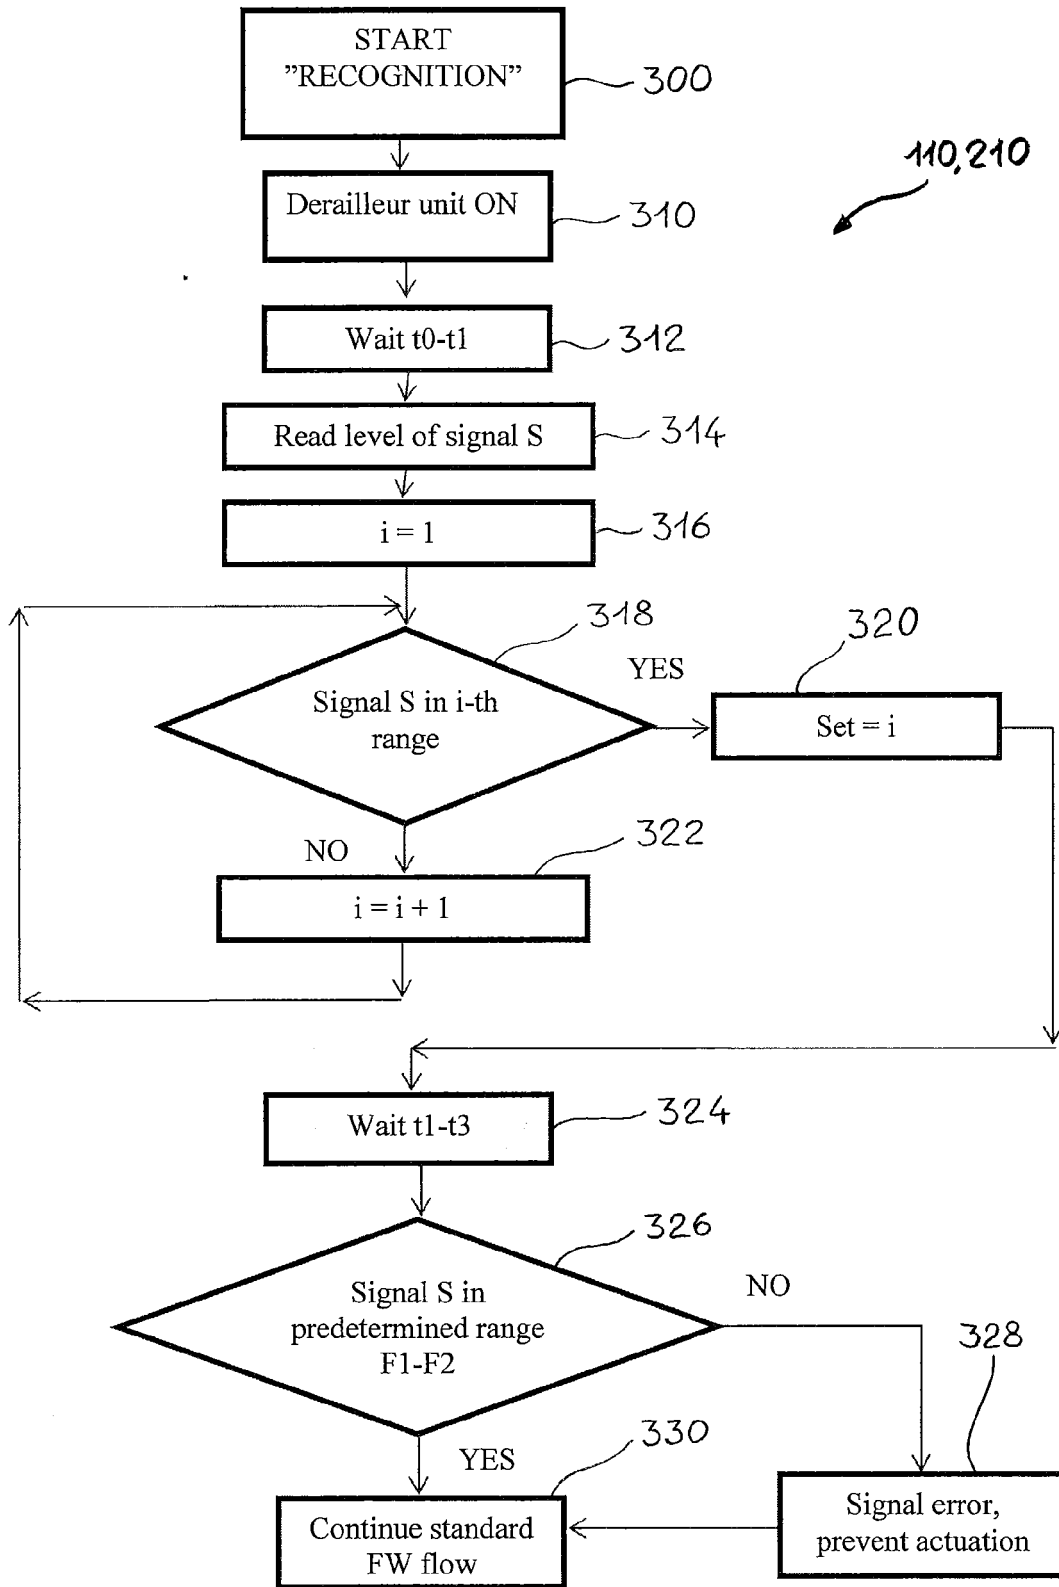 START
"RECOGNITION"
300
110,210
Derailleur unit ON
310
Wait t0-t1
312
Read level of signal S
314
i = 1
316
318
320
Signal S in i-th
range
YES
Set = i
NO
322
i = i + 1
Wait t1-t3
324
326
Signal S in
predetermined range
F1-F2
NO
328
330
YES
Continue standard
FW flow
Signal error,
prevent actuation